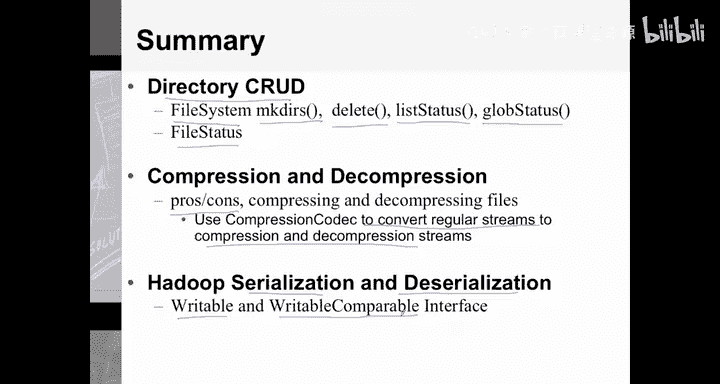 Summary
• Directory CRUD
– FileSystem mkdirs(), delete(), listStatus(), globStatus()
– FileStatus
• Compression and Decompression
– pros/cons, compressing and decompressing files
• Use CompressionCodec to convert regular streams to
compression and decompression streams
• Hadoop Serialization and Deserialization
– Writable and WritableComparable Interface
bilibili